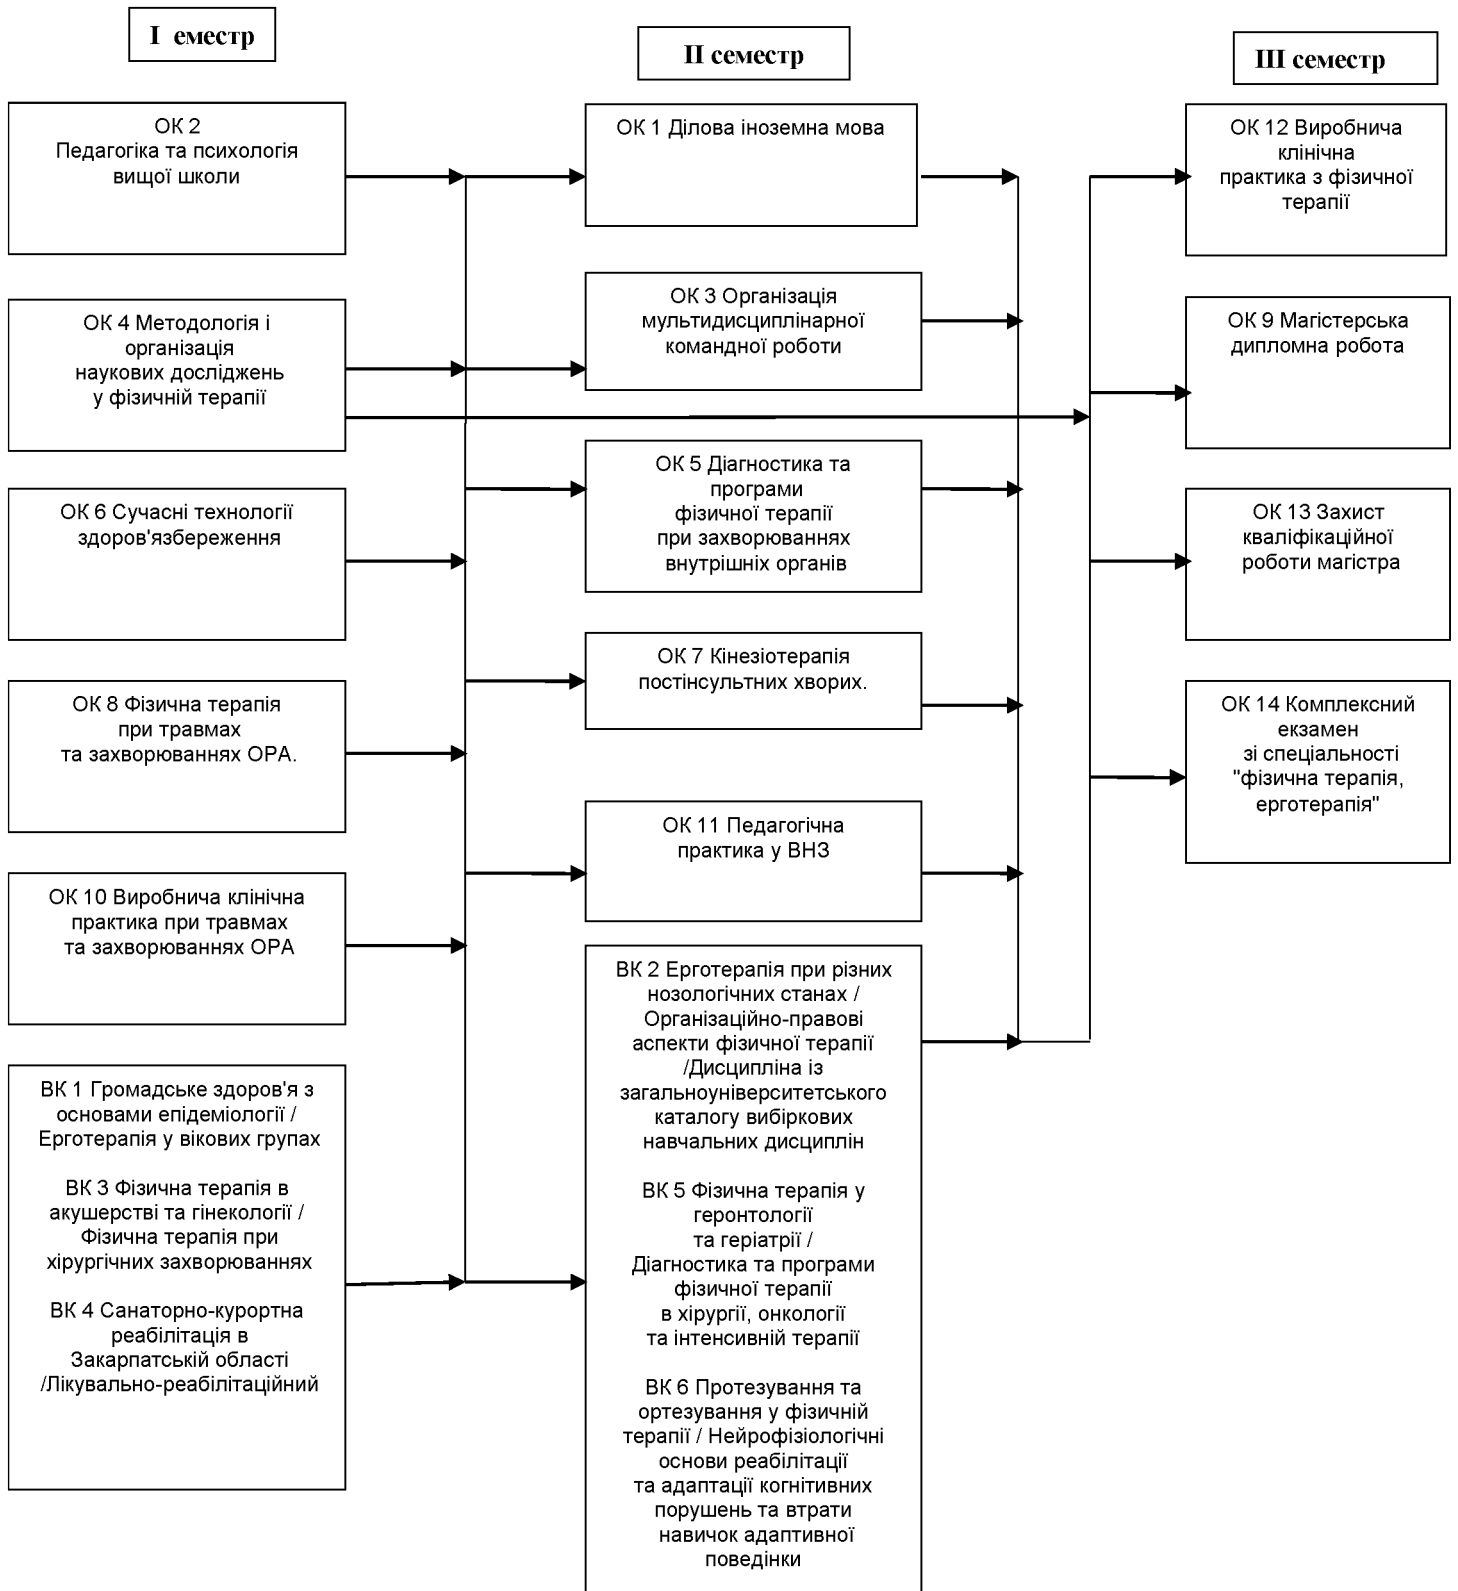 І еместр
ІІ семестр
ІІІ семестр
ОК 2
Педагогіка та психологія
вищої школи
ОК 4 Методологія і
організація
наукових досліджень
у фізичній терапії
ОК 6 Сучасні технології
здоров'язбереження
ОК 8 Фізична терапія
при травмах
та захворюваннях ОРА.
ОК 10 Виробнича клінічна
практика при травмах
та захворюваннях ОРА
ВК 1 Громадське здоров'я з
основами епідеміології /
Ерготерапія у вікових групах
ВК 3 Фізична терапія в
акушерстві та гінекології /
Фізична терапія при
хірургічних захворюваннях
ВК 4 Санаторно-курортна
реабілітація в
Закарпатській області
/Лікувально-реабілітаційний
ОК 1 Ділова іноземна мова
ОК 3 Організація
мультидисциплінарної
командної роботи
ОК 5 Діагностика та
програми
фізичної терапії
при захворюваннях
внутрішніх органів
ОК 7 Кінезіотерапія
постінсультних хворих.
ОК 11 Педагогічна
практика у ВНЗ
ВК 2 Ерготерапія при різних
нозологічних станах /
Організаційно-правові
аспекти фізичної терапії
/Дисципліна із
загальноуніверситетського
каталогу вибіркових
навчальних дисциплін
ВК 5 Фізична терапія у
геронтології
та геріатрії /
Діагностика та програми
фізичної терапії
в хірургії, онкології
та інтенсивній терапії
ВК 6 Протезування та
ортезування у фізичній
терапії / Нейрофізіологічні
основи реабілітації
та адаптації когнітивних
порушень та втрати
навичок адаптивної
поведінки
ОК 12 Виробнича
клінічна
практика з фізичної
терапії
ОК 9 Магістерська
дипломна робота
ОК 13 Захист
кваліфікаційної
роботи магістра
ОК 14 Комплексний
екзамен
зі спеціальності
"фізична терапія,
ерготерапія"